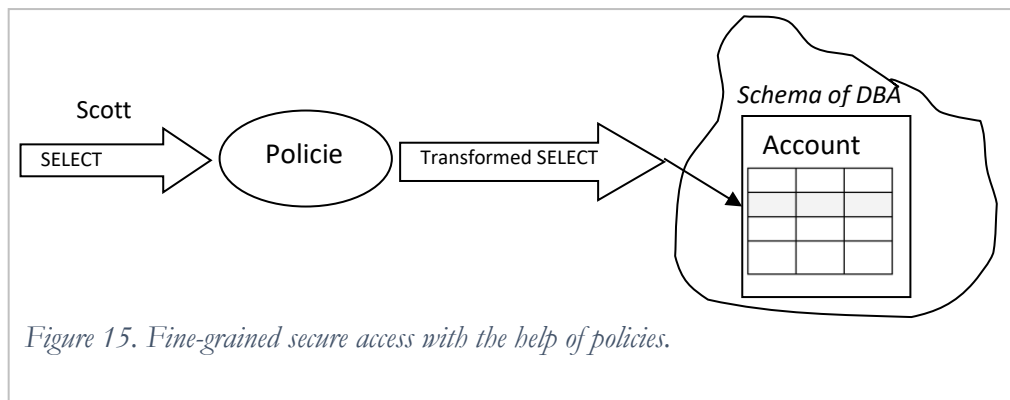 Scott
SELECT
Policie
Transformed SELECT
Schema of DBA
Account
Figure 15. Fine-grained secure access with the help of policies.